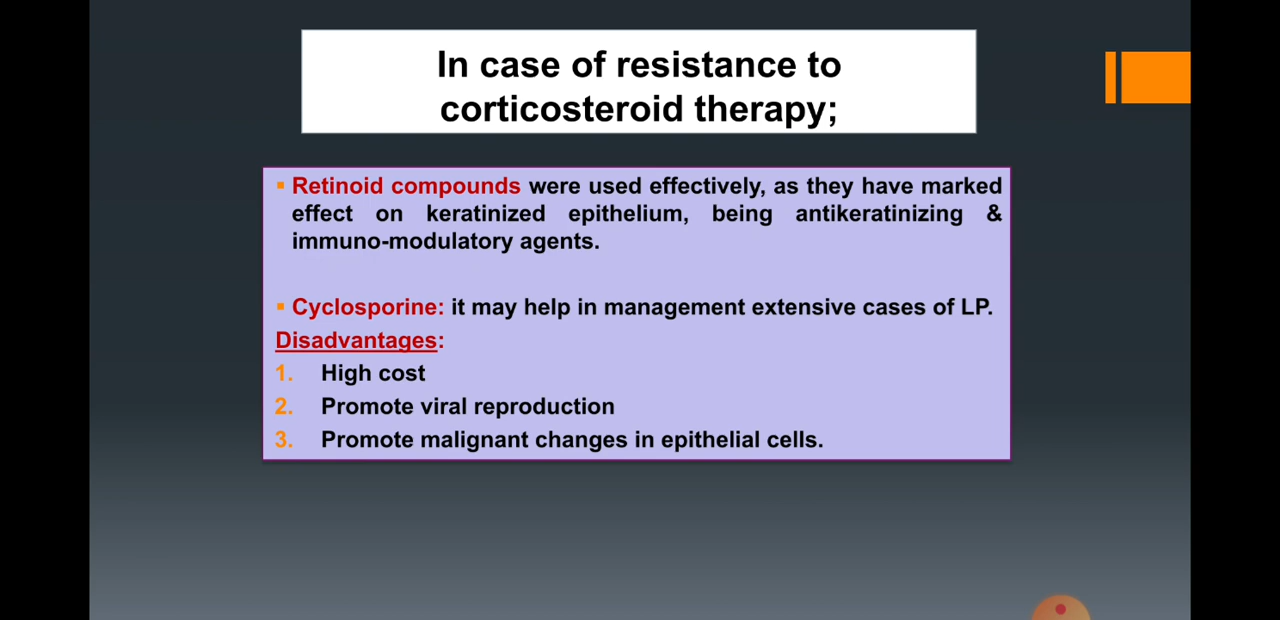 In case of resistance to
corticosteroid therapy;
▪ Retinoid compounds were used effectively, as they have marked
effect on keratinized epithelium, being antikeratinizing &
immuno-modulatory agents.
▪ Cyclosporine: it may help in management extensive cases of LP.
Disadvantages:
1. High cost
2. Promote viral reproduction
3. Promote malignant changes in epithelial cells.